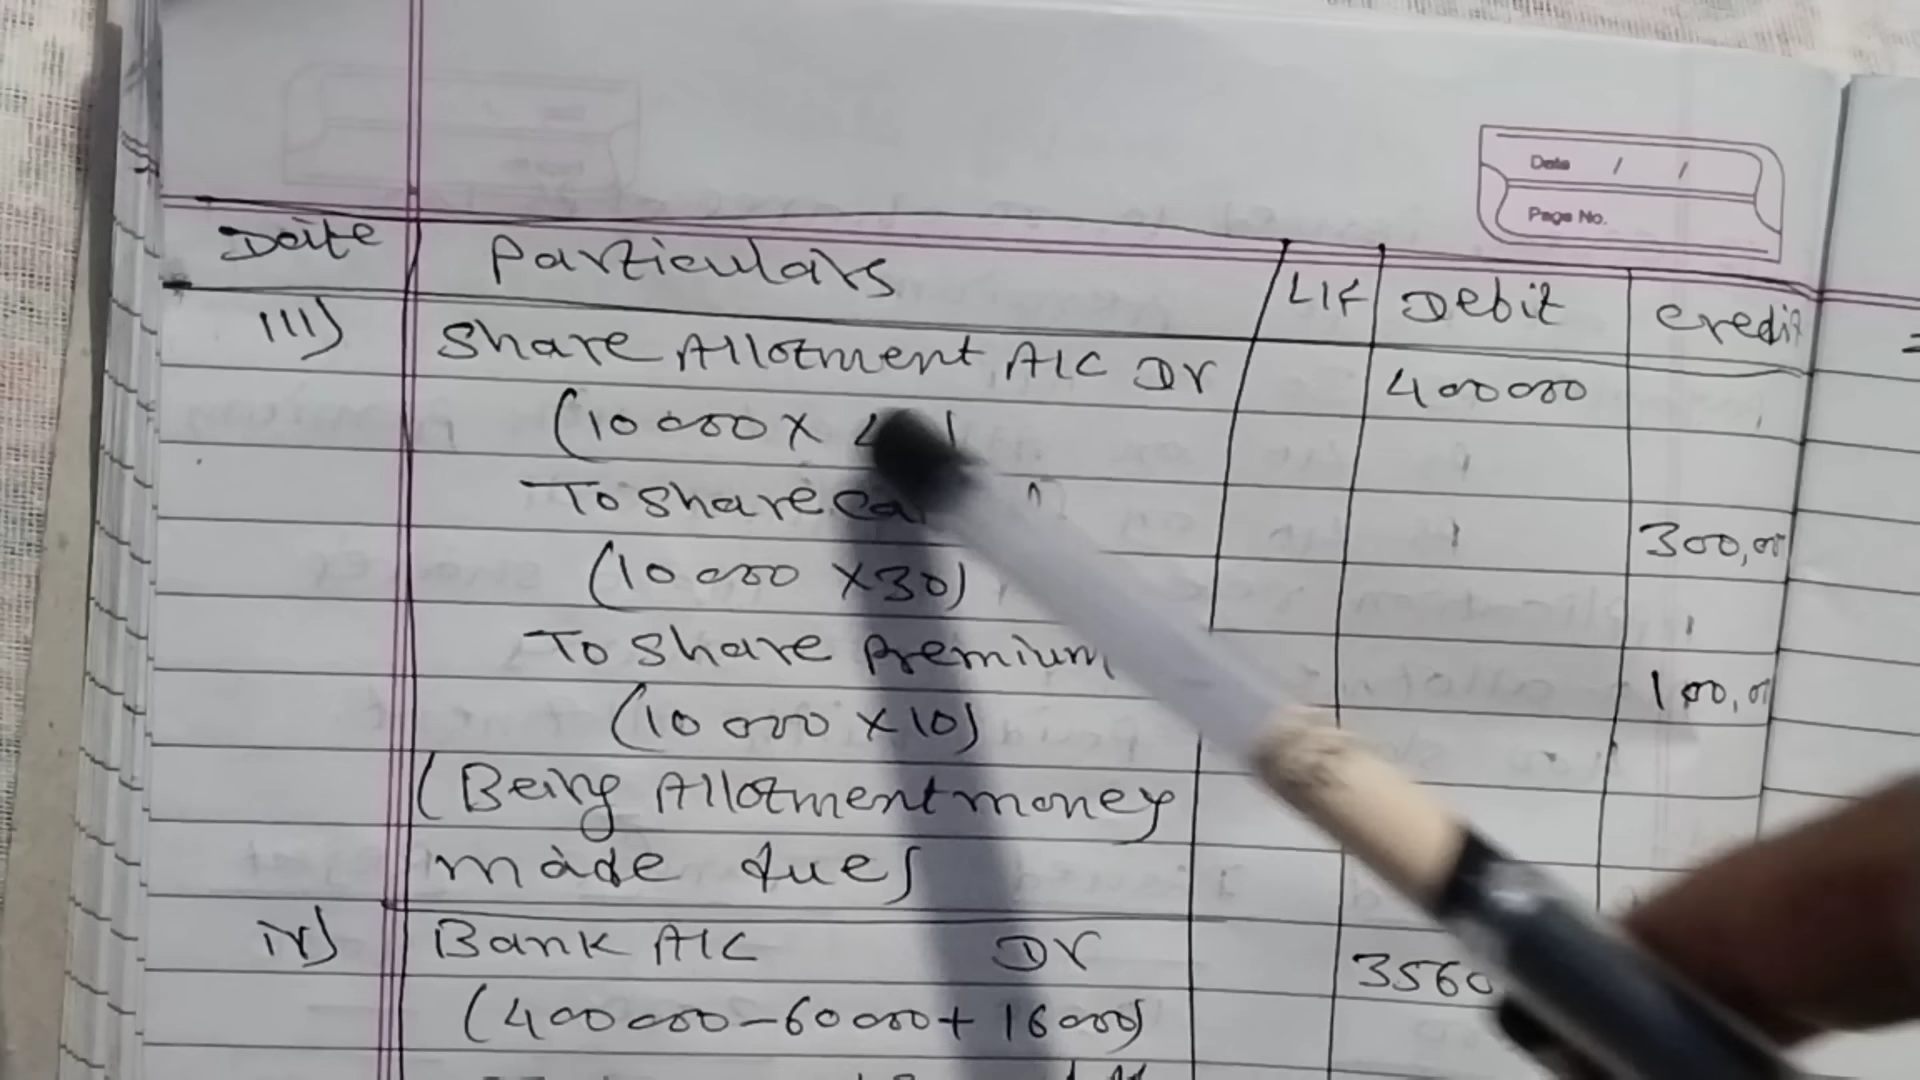 Date / /
Page No.
Date Particulars L/F Debit Credit
III) Share Allotment A/C Dr 400000
(10000 x
To Share 300,00
(10000 x 30)
To Share Premium 100,00
(10000 x 10)
(Being Allotment money
made due)
iv) Bank A/C Dr 3560
(400000-60000+ 16000)